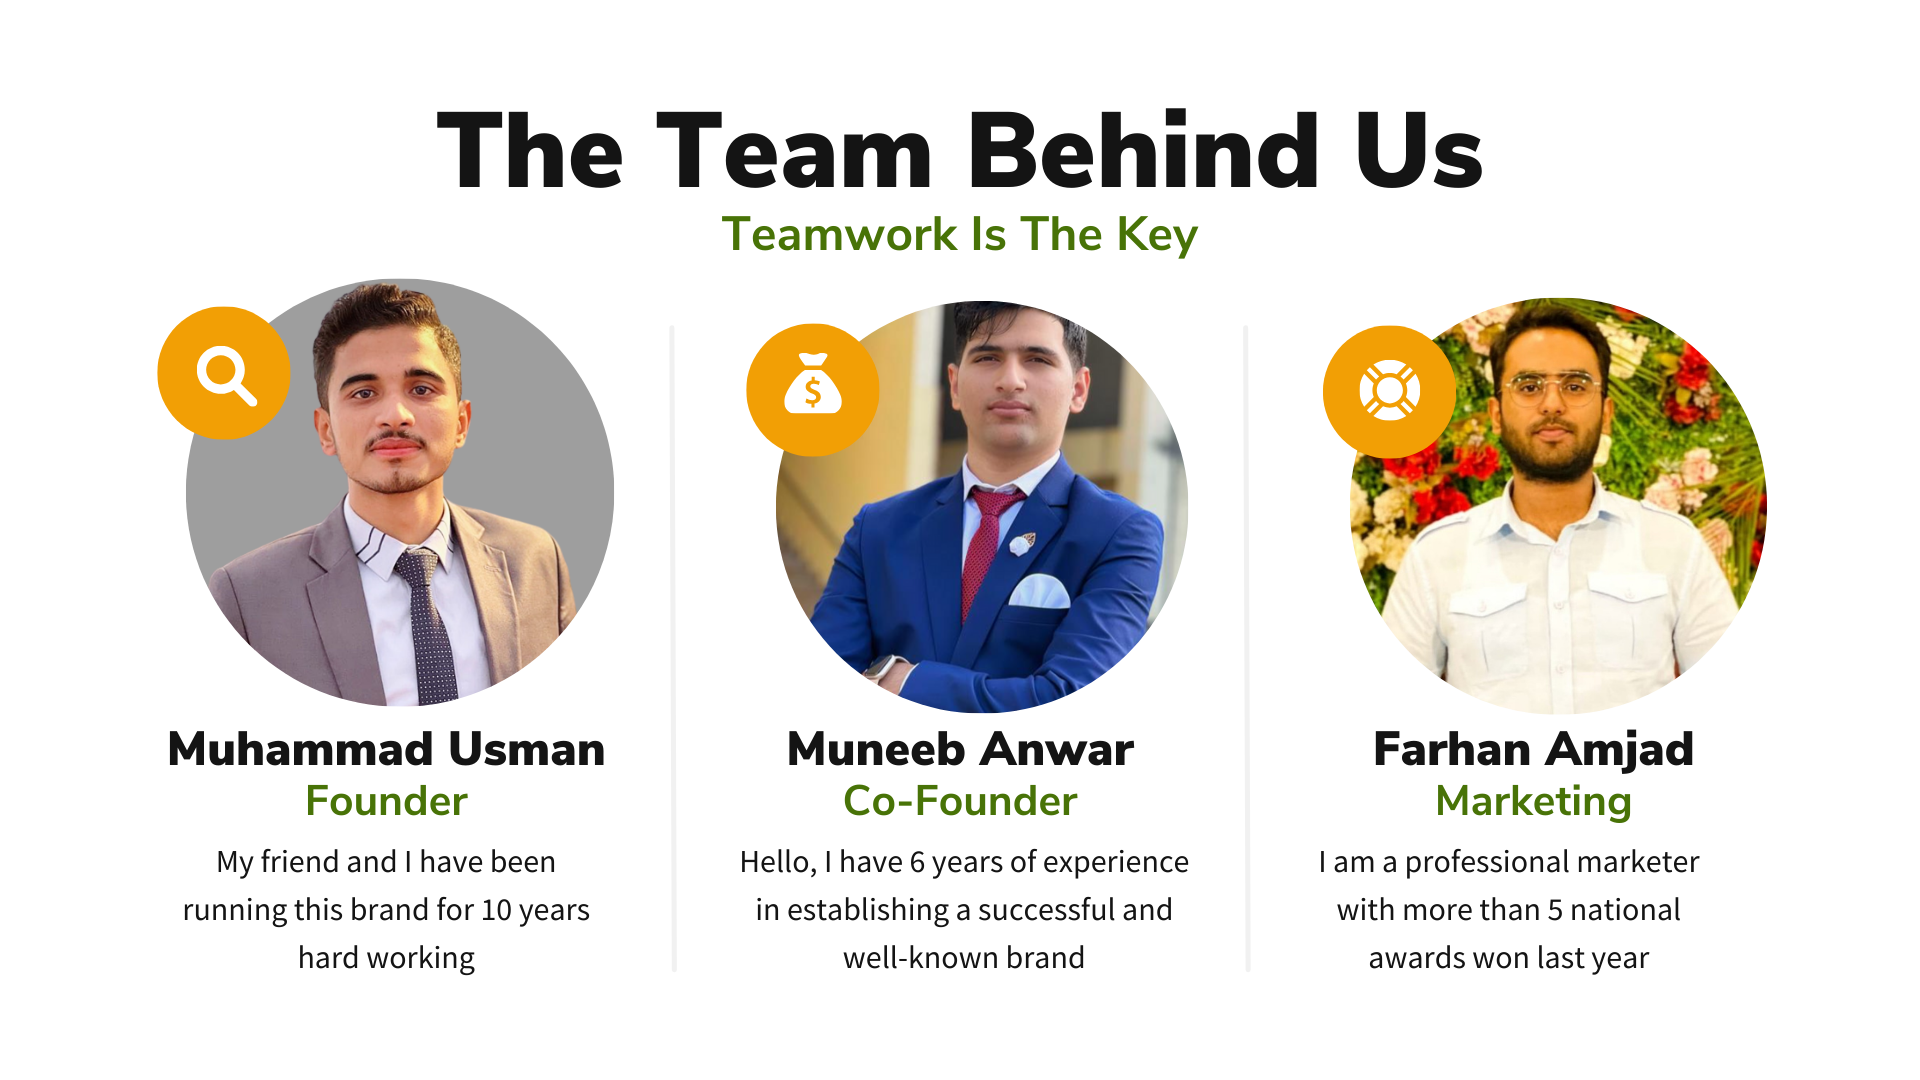 The Team Behind Us
Teamwork Is The Key
$
Muhammad Usman
Founder
My friend and I have been
running this brand for 10 years
hard working
Muneeb Anwar
Co-Founder
Hello, I have 6 years of experience
in establishing a successful and
well-known brand
Farhan Amjad
Marketing
I am a professional marketer
with more than 5 national
awards won last year